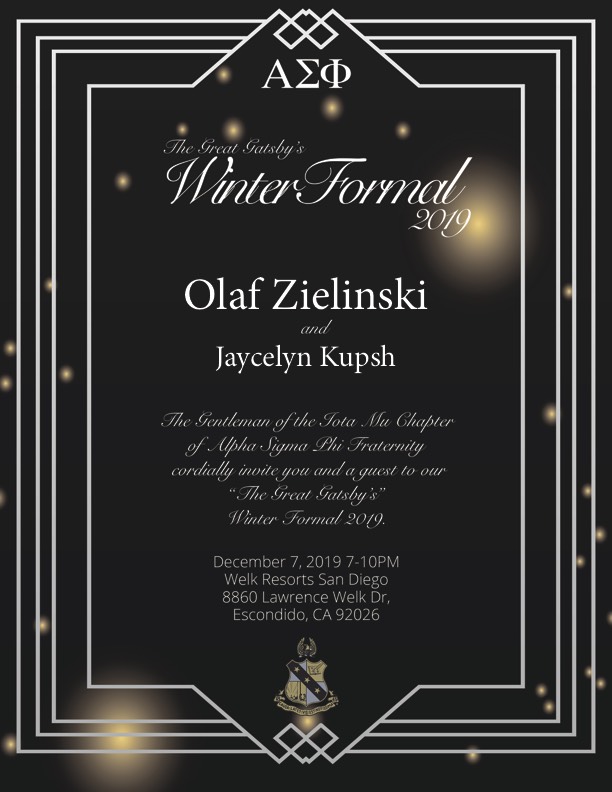 ΑΣΦ
The Great Gatsby's
Winter Formal
2019
Olaf Zielinski
and
Jaycelyn Kupsh
The Gentleman of the Iota Mu Chapter
of Alpha Sigma Phi Fraternity
cordially invite you and a guest to our
“The Great Gatsby's”
Winter Formal 2019.
December 7, 2019 7-10PM
Welk Resorts San Diego
8860 Lawrence Welk Dr,
Escondido, CA 92026